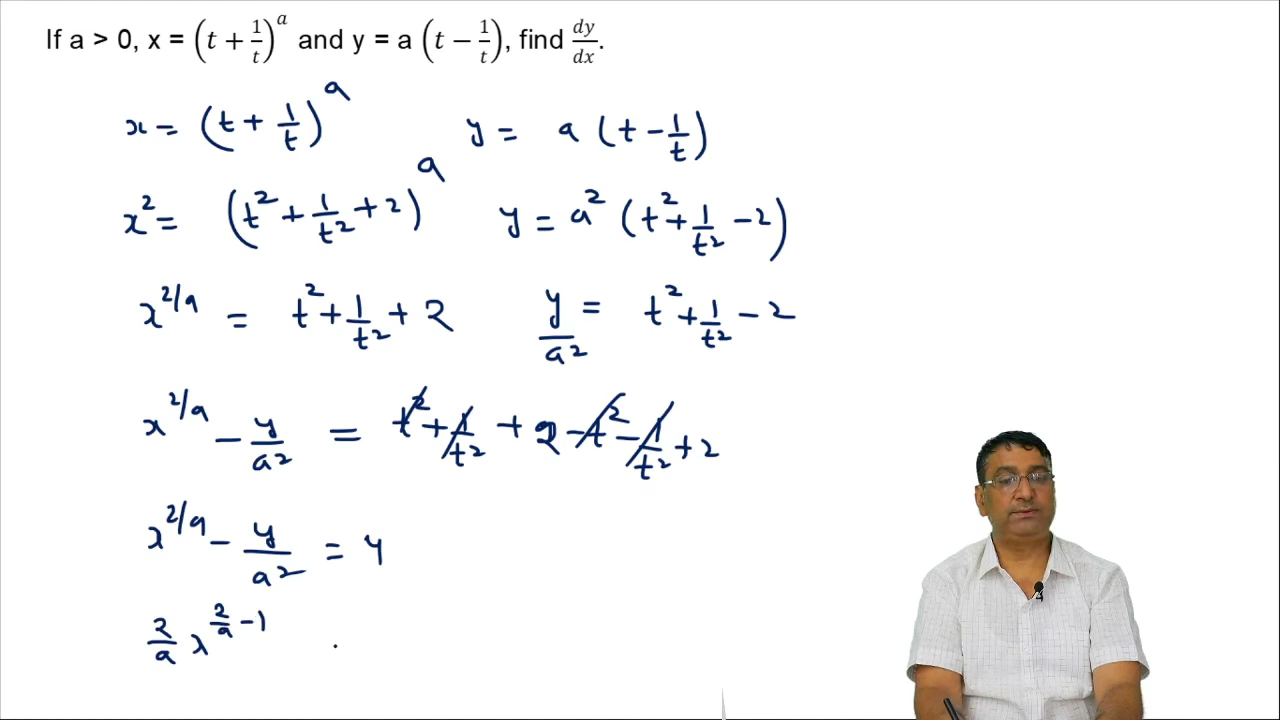 If a > 0, x = (t + 1/t)^a and y = a (t − 1/t), find dy/dx.
x = (t + 1/t)^a y = a (t − 1/t)
x² = (t² + 1/t² + 2)^a y = a² (t² + 1/t² − 2)
x^(2/a) = t² + 1/t² + 2 y/a² = t² + 1/t² − 2
x^(2/a) − y/a² = t² + 1/t² + 2 − t² − 1/t² + 2
x^(2/a) − y/a² = 4
2/a x^(2/a − 1)